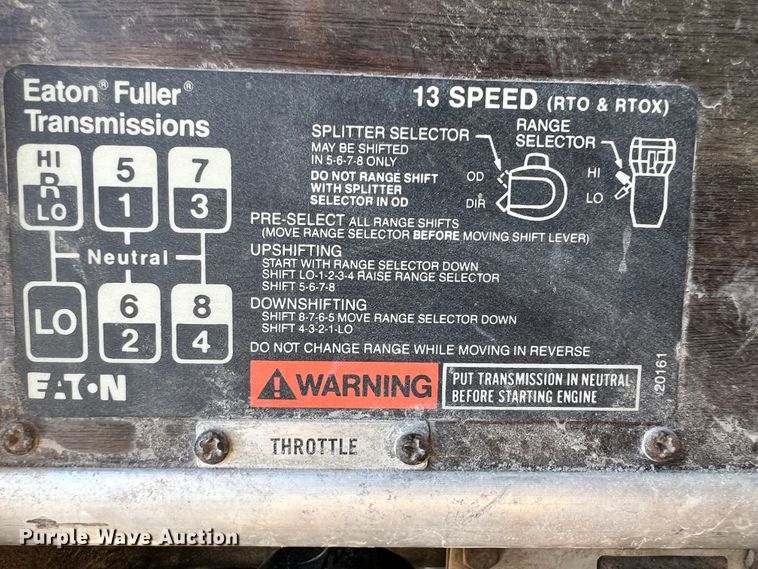 Eaton® Fuller®
Transmissions
13 SPEED (RTO & RTOX)
HI
R
LO
5
1
7
3
Neutral
LO
6
2
8
4
EATON
SPLITTER SELECTOR
MAY BE SHIFTED
IN 5-6-7-8 ONLY
DO NOT RANGE SHIFT
WITH SPLITTER
SELECTOR IN OD
OD
DIR
RANGE
SELECTOR
HI
LO
PRE-SELECT ALL RANGE SHIFTS
(MOVE RANGE SELECTOR BEFORE MOVING SHIFT LEVER)
UPSHIFTING
START WITH RANGE SELECTOR DOWN
SHIFT LO-1-2-3-4 RAISE RANGE SELECTOR
SHIFT 5-6-7-8
DOWNSHIFTING
SHIFT 8-7-6-5 MOVE RANGE SELECTOR DOWN
SHIFT 4-3-2-1-LO
DO NOT CHANGE RANGE WHILE MOVING IN REVERSE
WARNING
PUT TRANSMISSION IN NEUTRAL
BEFORE STARTING ENGINE
20161
THROTTLE
Purple Wave Auction